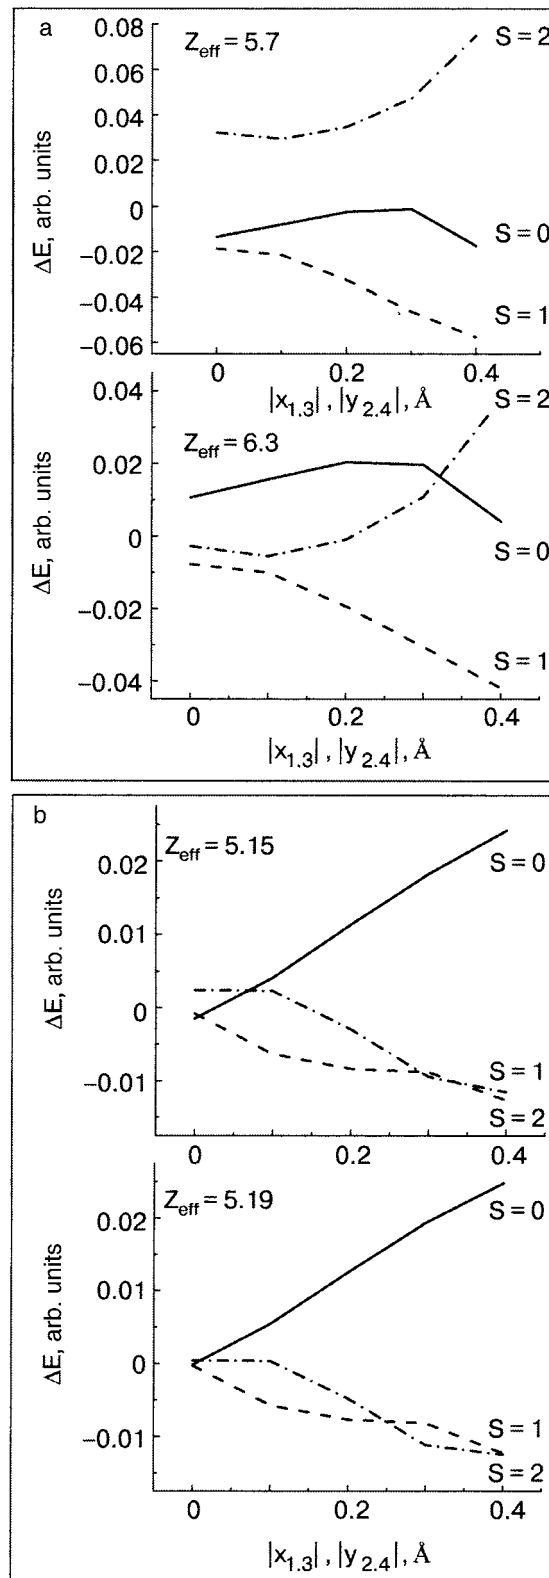 a
Z_eff = 5.7
S = 2
0.08
0.06
0.04
0.02
0
−0.02
−0.04
−0.06
ΔE, arb. units
S = 0
S = 1
0 0.2 0.4
|x_1.3|, |y_2.4|, Å
Z_eff = 6.3
S = 2
0.04
0.02
0
−0.02
−0.04
ΔE, arb. units
S = 0
S = 1
0 0.2 0.4
|x_1.3|, |y_2.4|, Å
b
Z_eff = 5.15
S = 0
0.02
0.01
0
−0.01
ΔE, arb. units
S = 1
S = 2
0 0.2 0.4
Z_eff = 5.19
S = 0
0.02
0.01
0
−0.01
ΔE, arb. units
S = 1
S = 2
0 0.2 0.4
|x_1.3|, |y_2.4|, Å